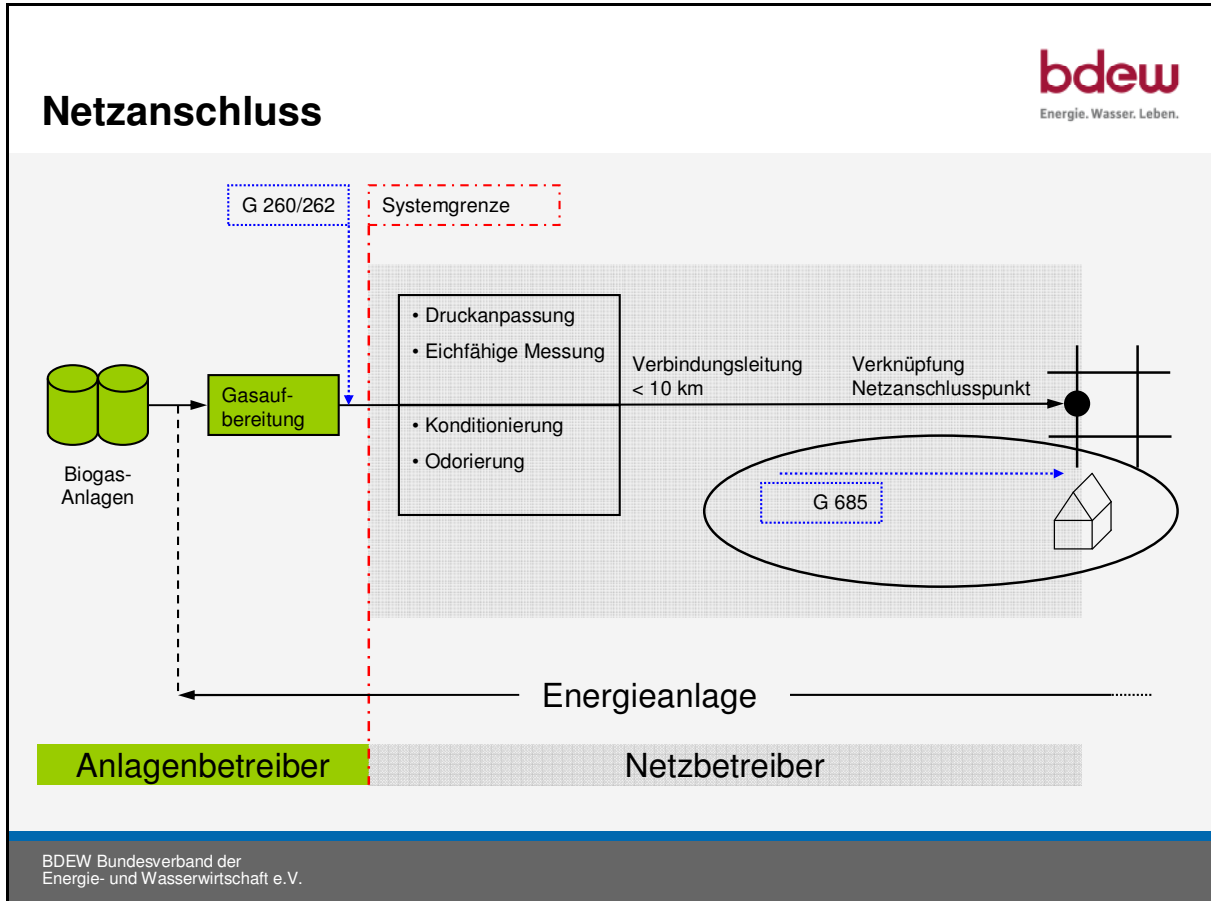 Netzanschluss
bdew
Energie. Wasser. Leben.
G 260/262
Systemgrenze
• Druckanpassung
• Eichfähige Messung
• Konditionierung
• Odorierung
Verbindungsleitung
< 10 km
Verknüpfung
Netzanschlusspunkt
Gasauf-
bereitung
Biogas-
Anlagen
G 685
Energieanlage
Anlagenbetreiber
Netzbetreiber
BDEW Bundesverband der
Energie- und Wasserwirtschaft e.V.